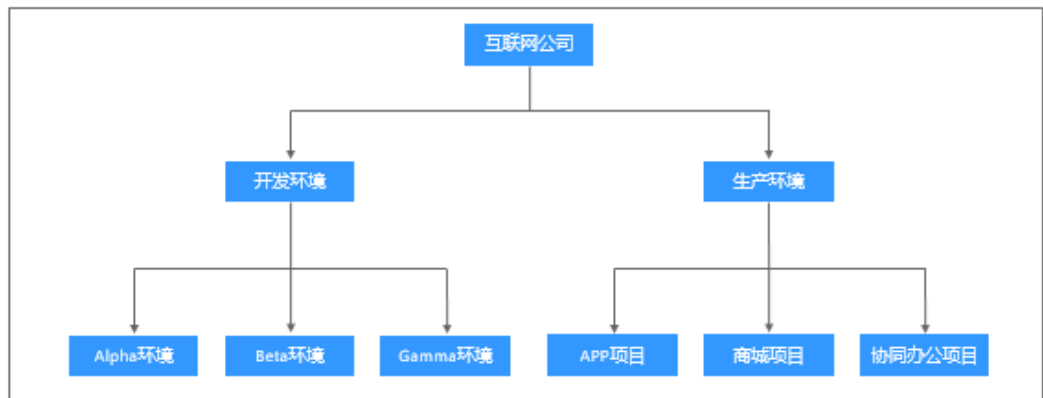 互联网公司
开发环境
生产环境
Alpha环境
Beta环境
Gamma环境
APP项目
商城项目
协同办公项目